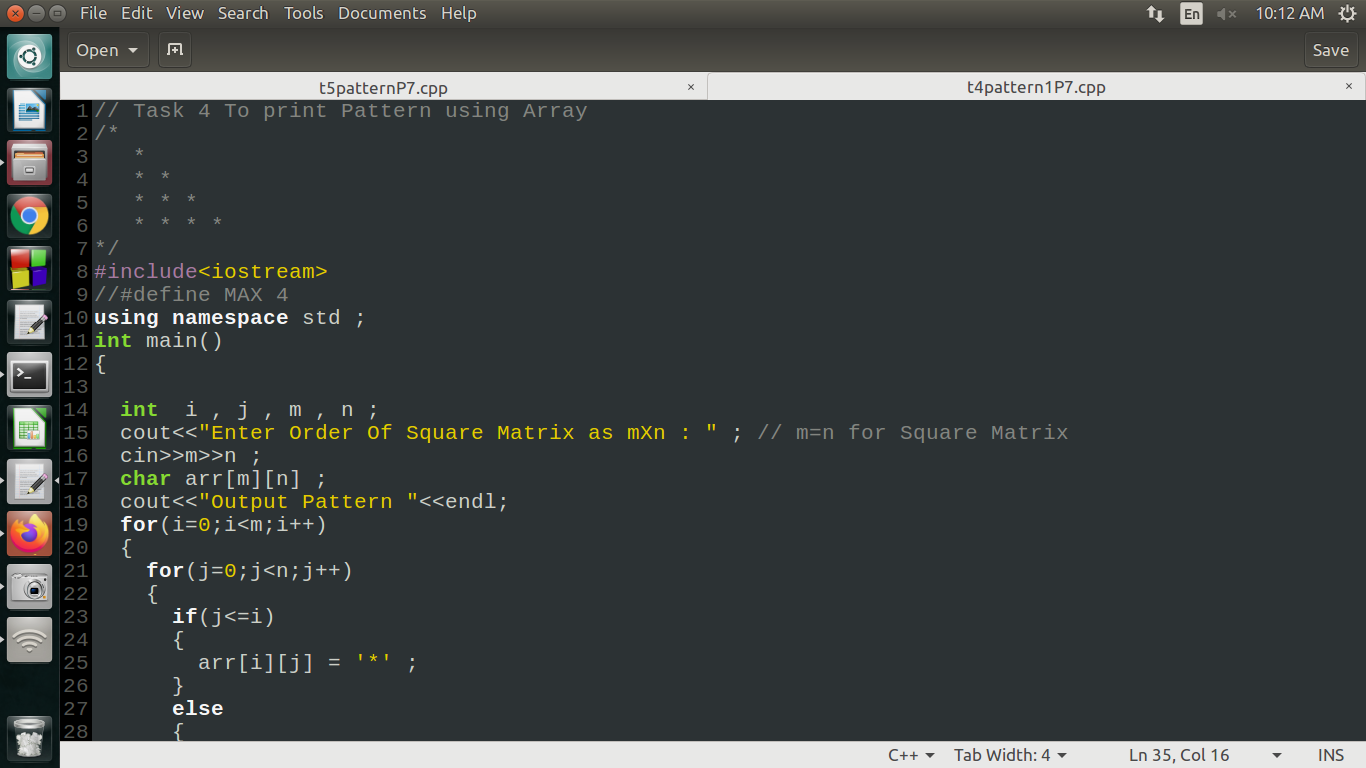 File Edit View Search Tools Documents Help En 10:12 AM
Open Save
t5patternP7.cpp × t4pattern1P7.cpp ×
1 // Task 4 To print Pattern using Array
2 /*
3    *
4    * *
5    * * *
6    * * * *
7 */
8 #include<iostream>
9 //#define MAX 4
10 using namespace std ;
11 int main()
12 {
13
14   int  i , j , m , n ;
15   cout<<"Enter Order Of Square Matrix as mXn : " ; // m=n for Square Matrix
16   cin>>m>>n ;
17   char arr[m][n] ;
18   cout<<"Output Pattern "<<endl;
19   for(i=0;i<m;i++)
20   {
21     for(j=0;j<n;j++)
22     {
23       if(j<=i)
24       {
25         arr[i][j] = '*' ;
26       }
27       else
28       {
C++ Tab Width: 4 Ln 35, Col 16 INS